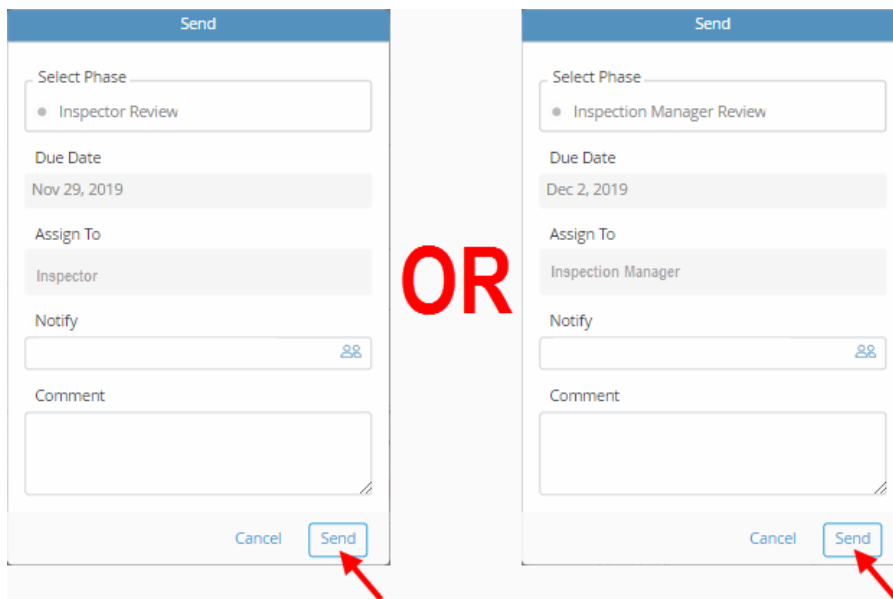 Send
Select Phase
Inspector Review
Due Date
Nov 29, 2019
Assign To
Inspector
Notify
Comment
Cancel Send
OR
Send
Select Phase
Inspection Manager Review
Due Date
Dec 2, 2019
Assign To
Inspection Manager
Notify
Comment
Cancel Send